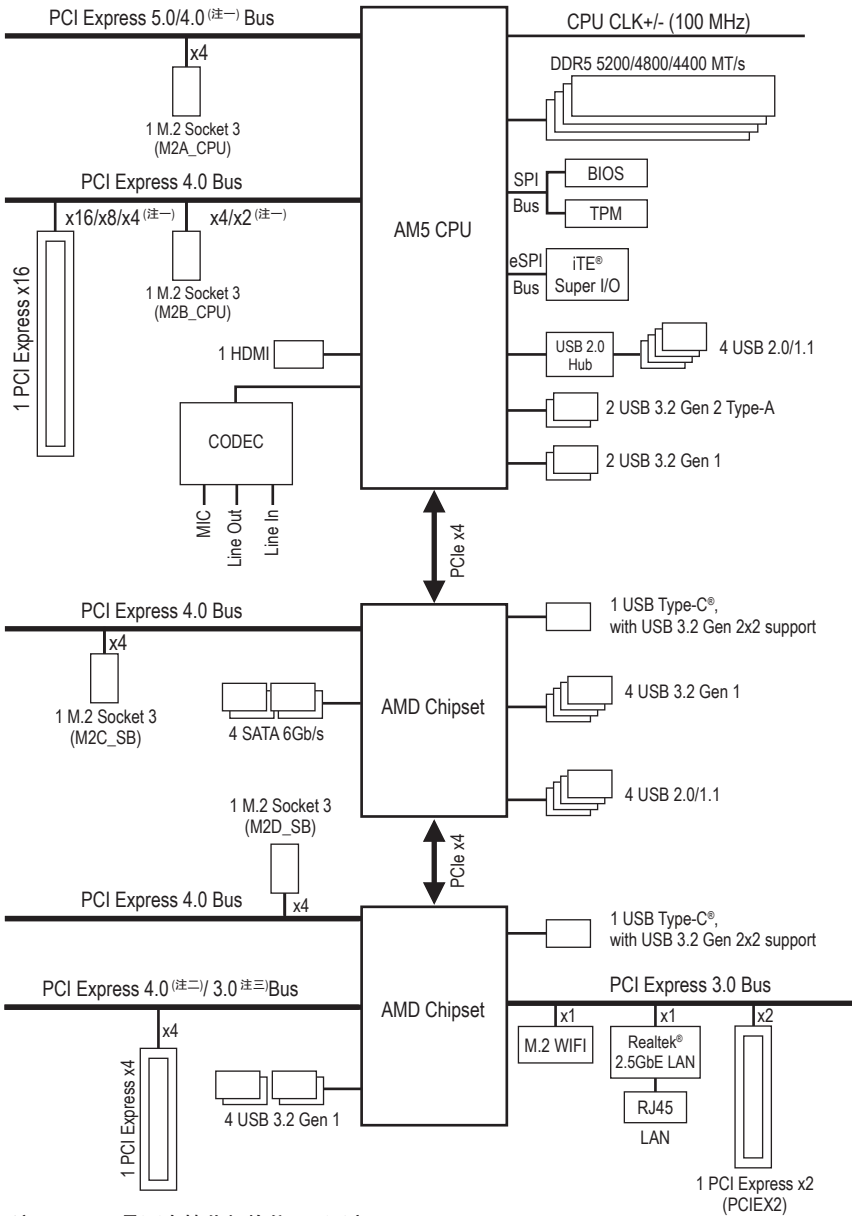 PCI Express 5.0/4.0 (注一) Bus
x4
1 M.2 Socket 3
(M2A_CPU)
PCI Express 4.0 Bus
x16/x8/x4 (注一)
x4/x2 (注一)
1 PCI Express x16
1 M.2 Socket 3
(M2B_CPU)
1 HDMI
CODEC
MIC
Line Out
Line In
AM5 CPU
CPU CLK+/- (100 MHz)
DDR5 5200/4800/4400 MT/s
SPI
Bus
BIOS
TPM
eSPI
Bus
iTE®
Super I/O
USB 2.0
Hub
4 USB 2.0/1.1
2 USB 3.2 Gen 2 Type-A
2 USB 3.2 Gen 1
PCIe x4
PCI Express 4.0 Bus
x4
1 M.2 Socket 3
(M2C_SB)
4 SATA 6Gb/s
AMD Chipset
1 USB Type-C®,
with USB 3.2 Gen 2x2 support
4 USB 3.2 Gen 1
4 USB 2.0/1.1
PCIe x4
1 M.2 Socket 3
(M2D_SB)
PCI Express 4.0 Bus
x4
PCI Express 4.0 (注二)/ 3.0 注三)Bus
x4
1 PCI Express x4
4 USB 3.2 Gen 1
AMD Chipset
1 USB Type-C®,
with USB 3.2 Gen 2x2 support
PCI Express 3.0 Bus
x1
x1
x2
M.2 WIFI
Realtek®
2.5GbE LAN
RJ45
LAN
1 PCI Express x2
(PCIEX2)